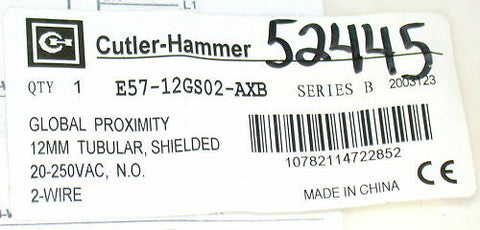 L1
Cutler-Hammer 52445
QTY 1 E57-12GS02-AXB SERIES B 2003123
GLOBAL PROXIMITY
12MM TUBULAR, SHIELDED
20-250VAC, N.O.
2-WIRE
10782114722852
MADE IN CHINA CE